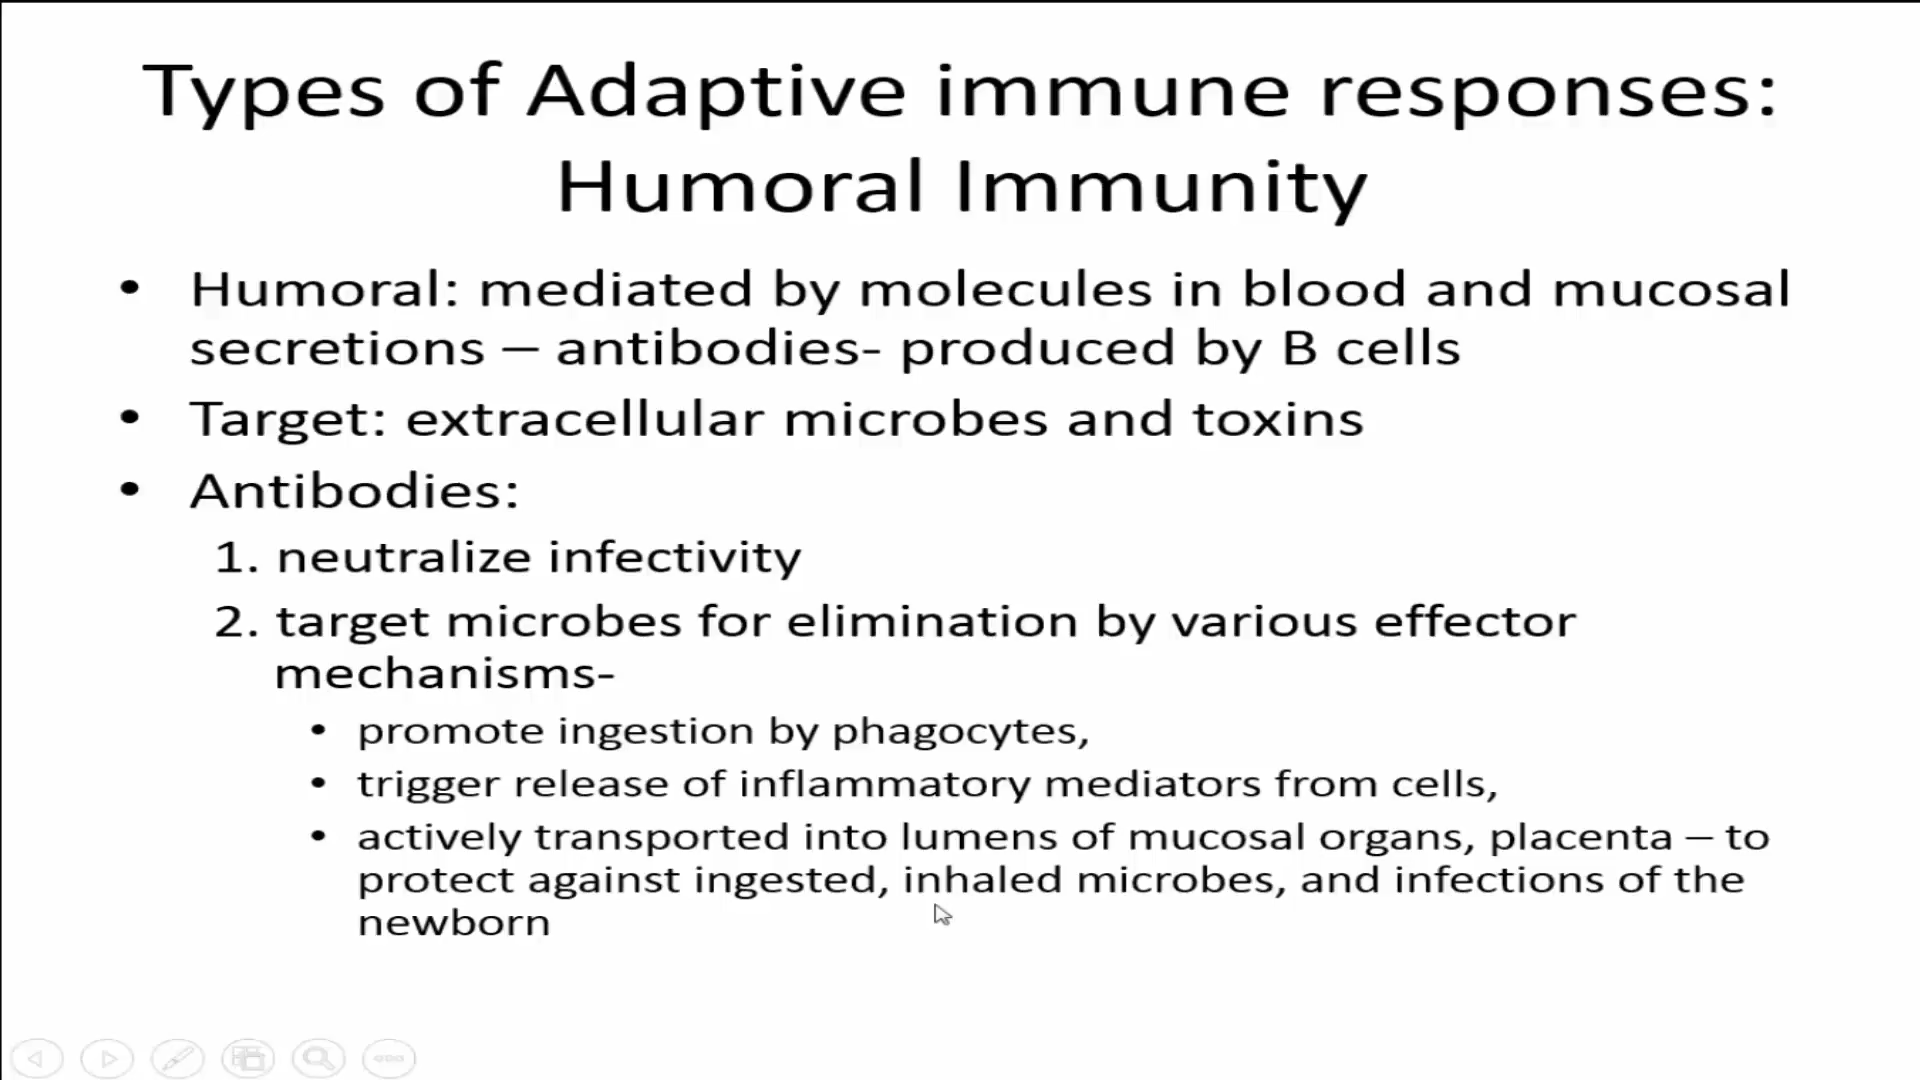 Types of Adaptive immune responses:
Humoral Immunity
• Humoral: mediated by molecules in blood and mucosal
secretions – antibodies- produced by B cells
• Target: extracellular microbes and toxins
• Antibodies:
1. neutralize infectivity
2. target microbes for elimination by various effector
mechanisms-
• promote ingestion by phagocytes,
• trigger release of inflammatory mediators from cells,
• actively transported into lumens of mucosal organs, placenta – to
protect against ingested, inhaled microbes, and infections of the
newborn